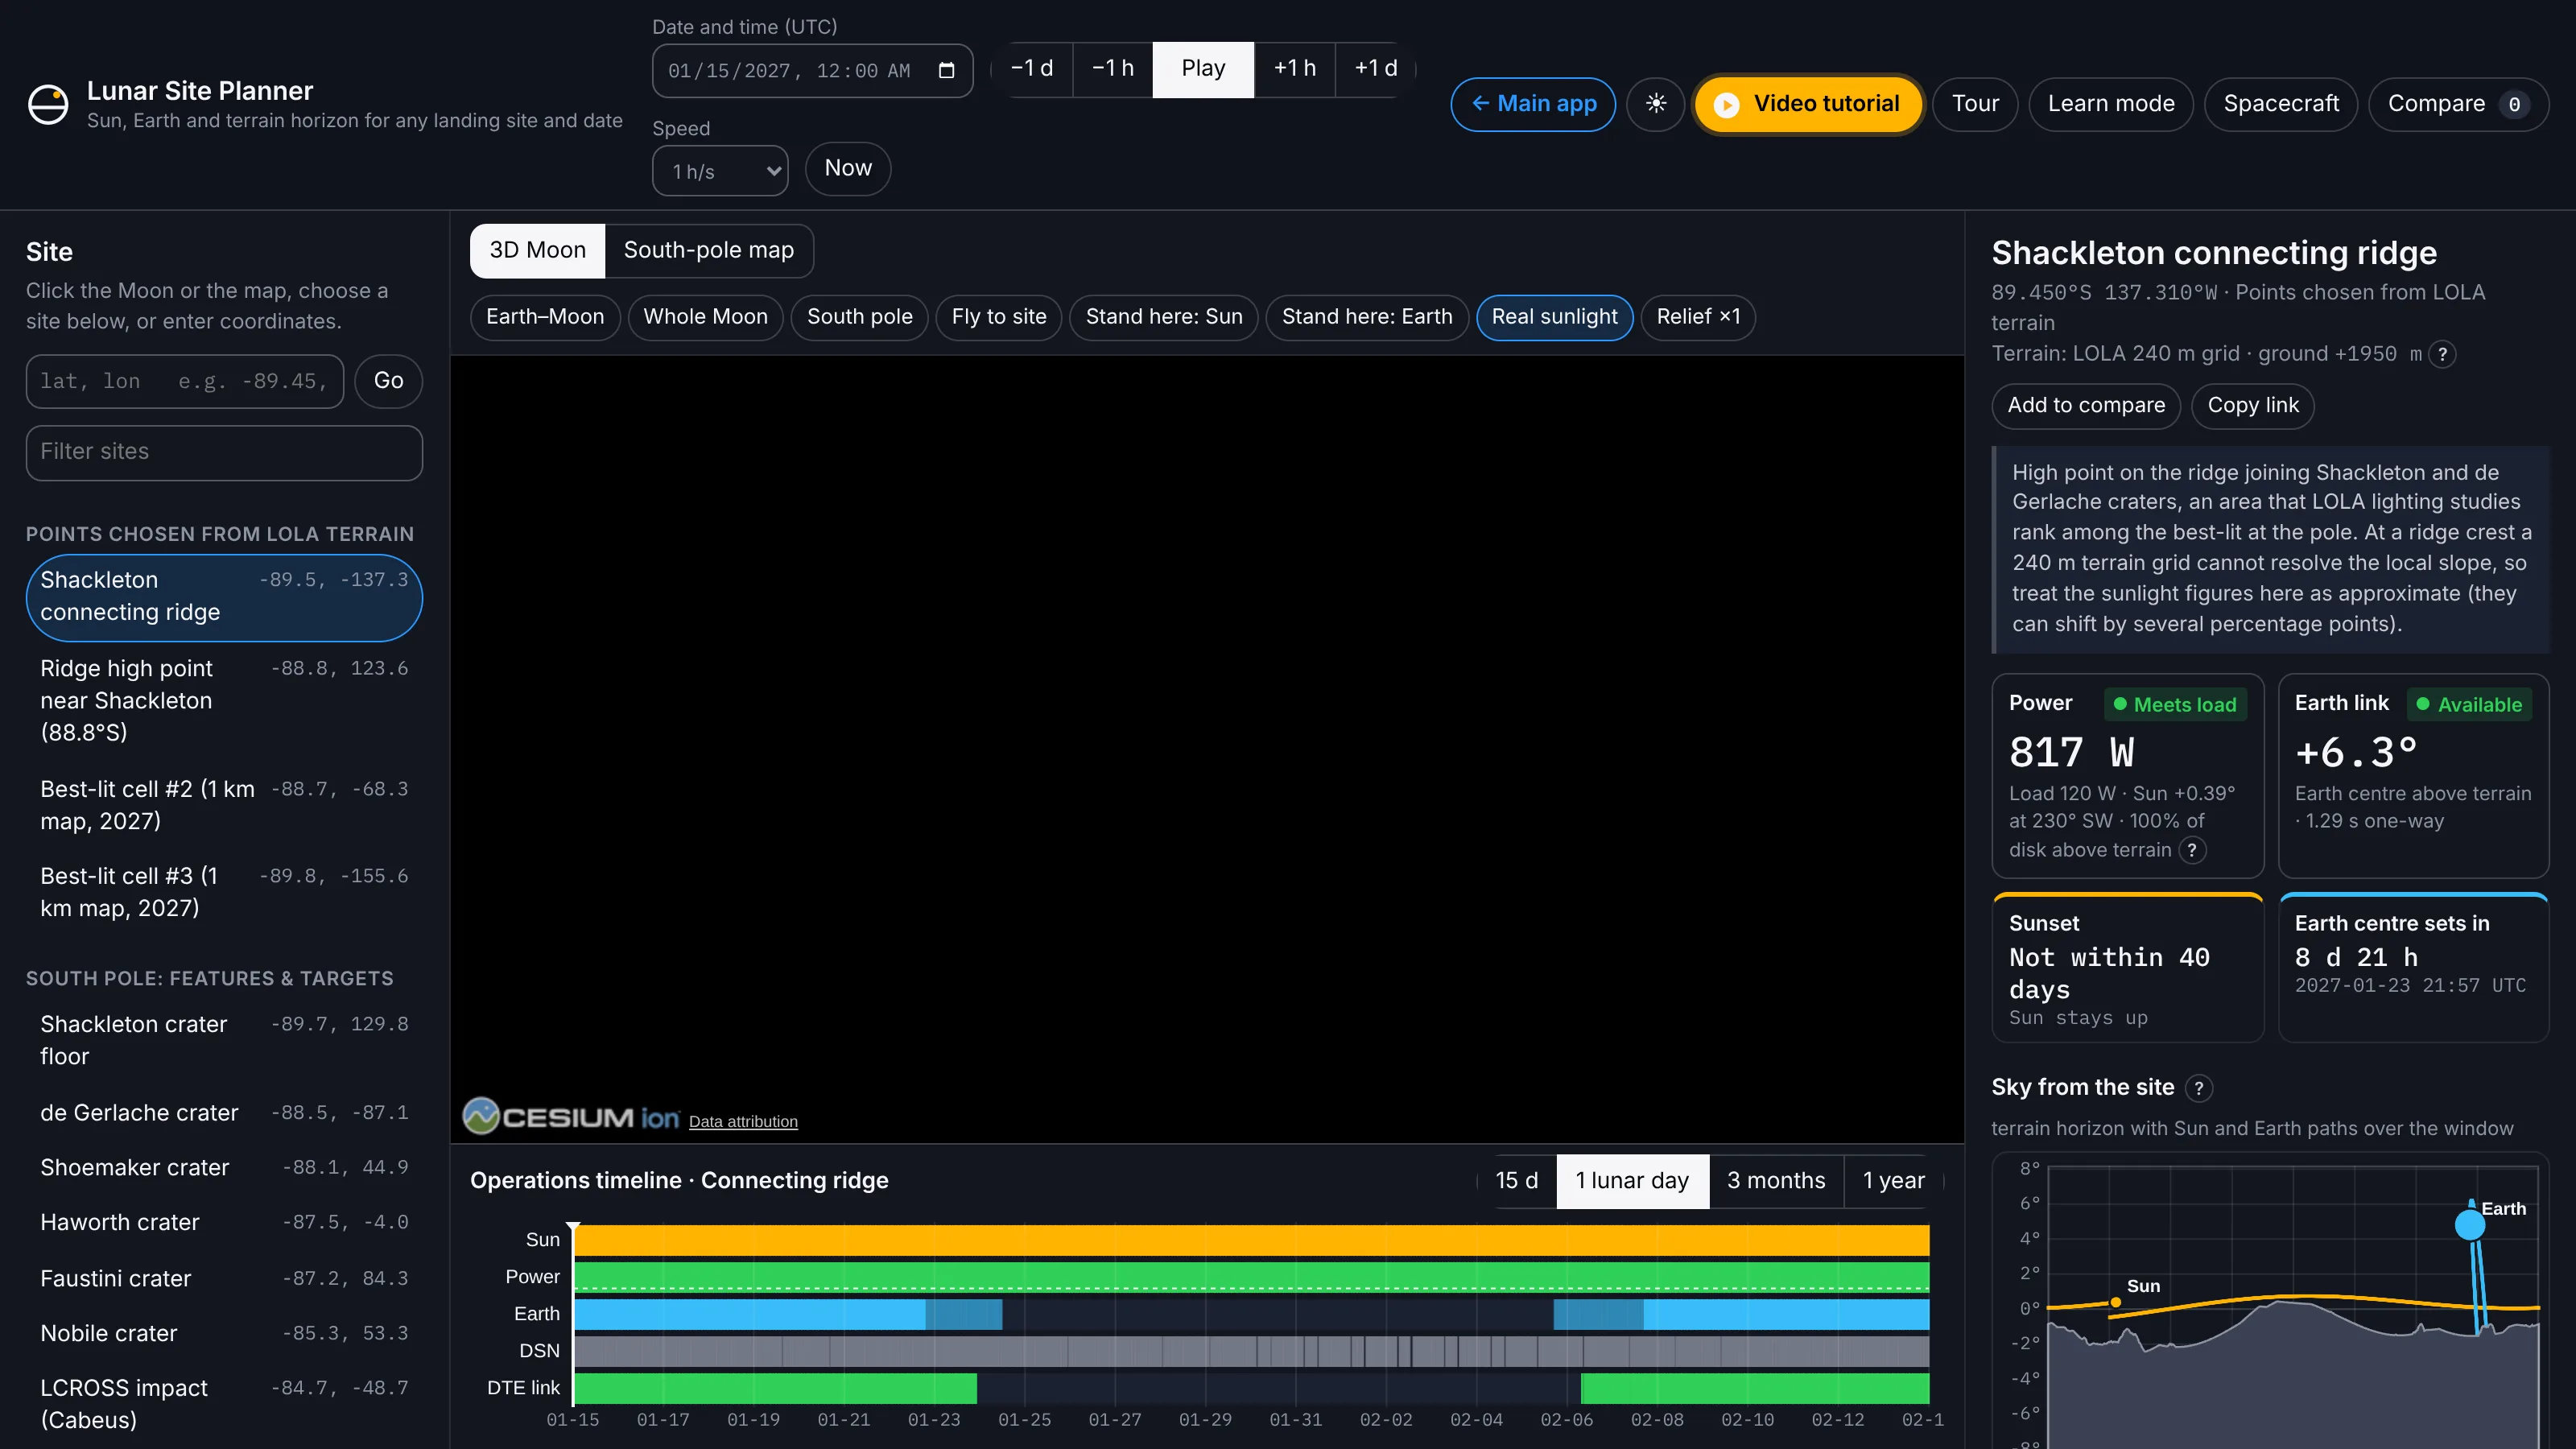 Lunar Site Planner
Sun, Earth and terrain horizon for any landing site and date
Date and time (UTC)
01/15/2027, 12:00 AM
−1 d
−1 h
Play
+1 h
+1 d
Speed
1 h/s
Now
← Main app
Video tutorial
Tour
Learn mode
Spacecraft
Compare 0
Site
Click the Moon or the map, choose a
site below, or enter coordinates.
lat, lon   e.g. -89.45,
Go
Filter sites
POINTS CHOSEN FROM LOLA TERRAIN
Shackleton -89.5, -137.3
connecting ridge
Ridge high point -88.8, 123.6
near Shackleton
(88.8°S)
Best-lit cell #2 (1 km -88.7, -68.3
map, 2027)
Best-lit cell #3 (1 -89.8, -155.6
km map, 2027)
SOUTH POLE: FEATURES & TARGETS
Shackleton crater -89.7, 129.8
floor
de Gerlache crater -88.5, -87.1
Shoemaker crater -88.1, 44.9
Haworth crater -87.5, -4.0
Faustini crater -87.2, 84.3
Nobile crater -85.3, 53.3
LCROSS impact -84.7, -48.7
(Cabeus)
3D Moon
South-pole map
Earth–Moon
Whole Moon
South pole
Fly to site
Stand here: Sun
Stand here: Earth
Real sunlight
Relief ×1
CESIUM ion
Data attribution
Operations timeline · Connecting ridge
15 d
1 lunar day
3 months
1 year
Sun
Power
Earth
DSN
DTE link
01-15 01-17 01-19 01-21 01-23 01-25 01-27 01-29 01-31 02-02 02-04 02-06 02-08 02-10 02-12 02-1
Shackleton connecting ridge
89.450°S 137.310°W · Points chosen from LOLA
terrain
Terrain: LOLA 240 m grid · ground +1950 m ?
Add to compare
Copy link
High point on the ridge joining Shackleton and de
Gerlache craters, an area that LOLA lighting studies
rank among the best-lit at the pole. At a ridge crest a
240 m terrain grid cannot resolve the local slope, so
treat the sunlight figures here as approximate (they
can shift by several percentage points).
Power
Meets load
817 W
Load 120 W · Sun +0.39°
at 230° SW · 100% of
disk above terrain ?
Earth link
Available
+6.3°
Earth centre above terrain
· 1.29 s one-way
Sunset
Not within 40
days
Sun stays up
Earth centre sets in
8 d 21 h
2027-01-23 21:57 UTC
Sky from the site ?
terrain horizon with Sun and Earth paths over the window
8°
6°
4°
2°
0°
-2°
-4°
-6°
-8°
Earth
Sun